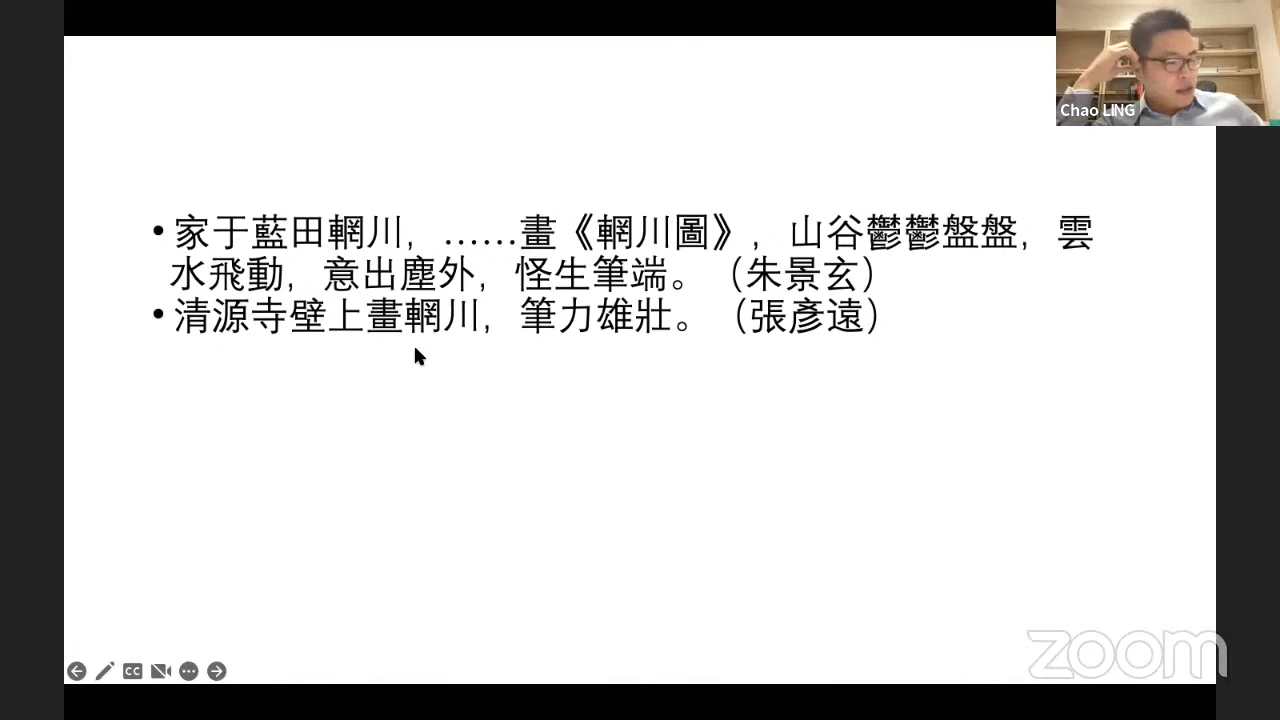 Chao LING
• 家于藍田輞川，……畫《輞川圖》，山谷鬱鬱盤盤，雲
水飛動，意出塵外，怪生筆端。（朱景玄）
• 清源寺壁上畫輞川，筆力雄壯。（張彥遠）
CC
zoom